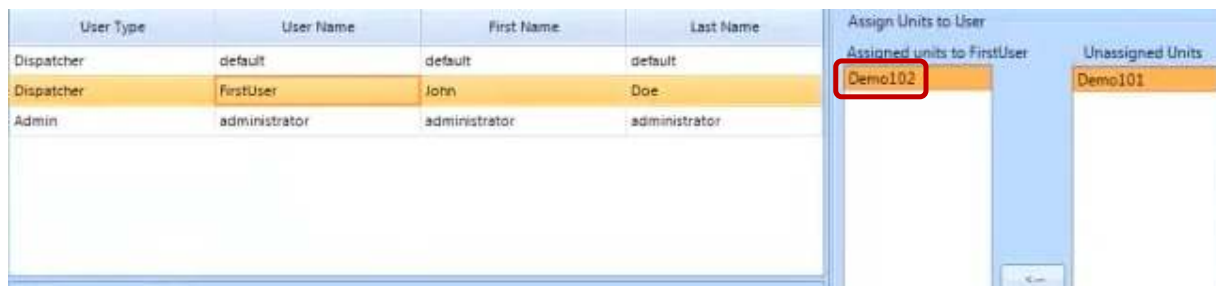 User Type User Name First Name Last Name
Dispatcher default default default
Dispatcher FirstUser John Doe
Admin administrator administrator administrator
Assign Units to User
Assigned units to FirstUser Unassigned Units
Demo102 Demo101
<--